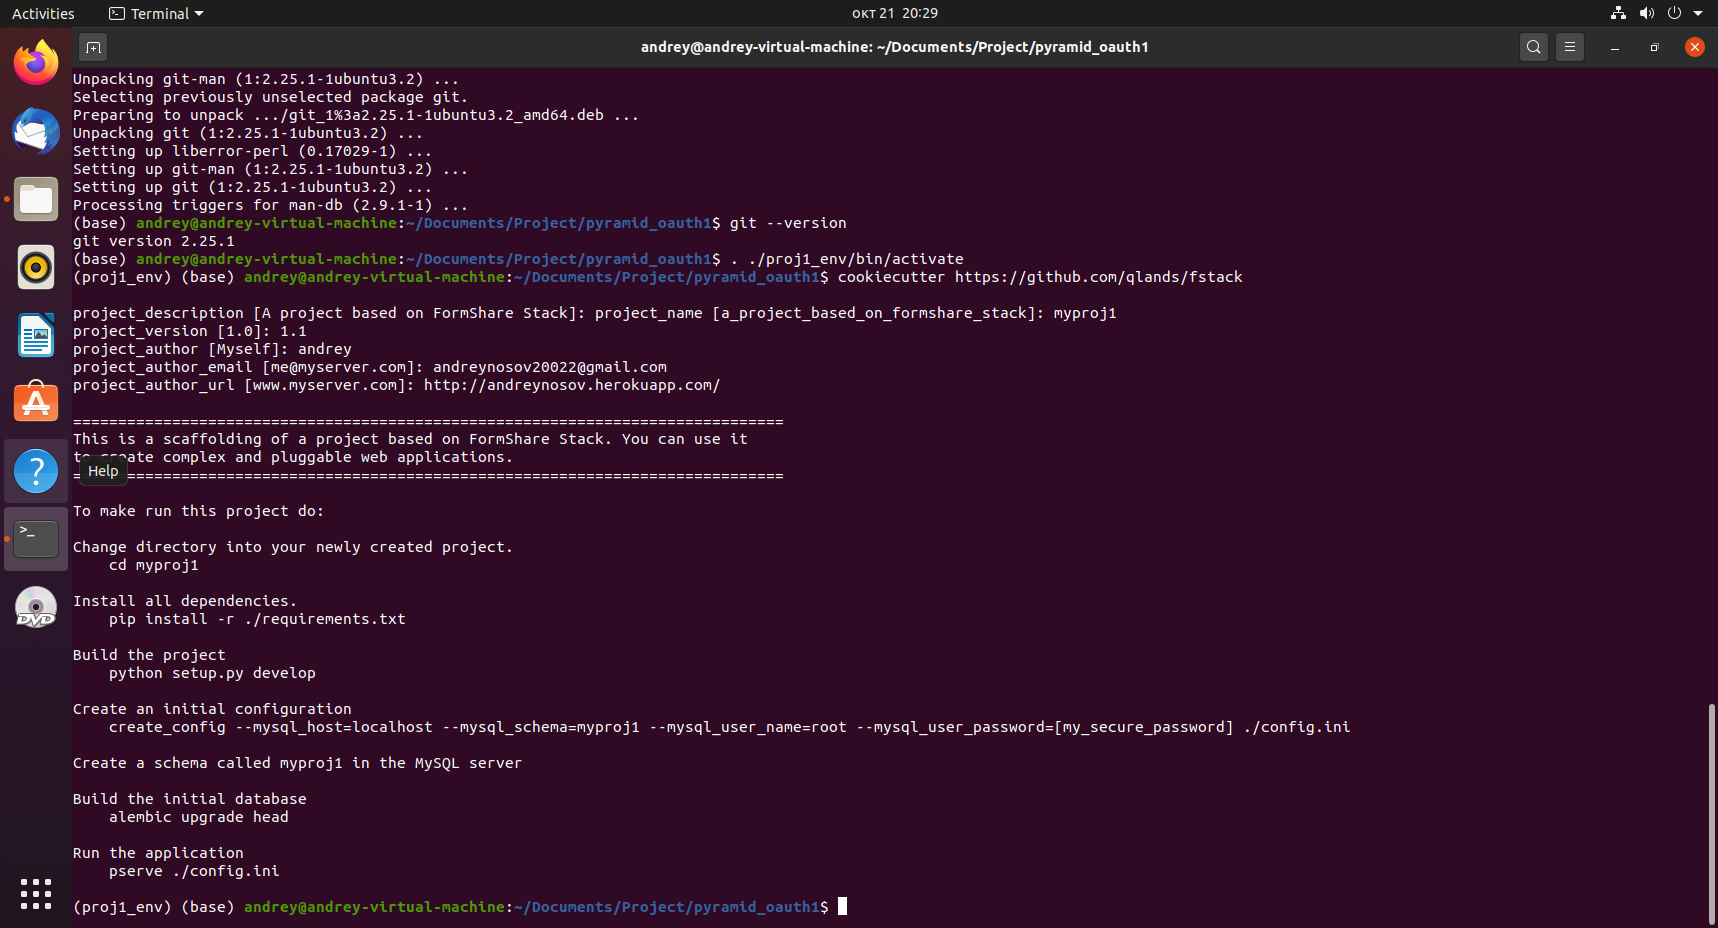 Activities
Terminal
окт 21 20:29
andrey@andrey-virtual-machine: ~/Documents/Project/pyramid_oauth1
Unpacking git-man (1:2.25.1-1ubuntu3.2) ...
Selecting previously unselected package git.
Preparing to unpack .../git_1%3a2.25.1-1ubuntu3.2_amd64.deb ...
Unpacking git (1:2.25.1-1ubuntu3.2) ...
Setting up liberror-perl (0.17029-1) ...
Setting up git-man (1:2.25.1-1ubuntu3.2) ...
Setting up git (1:2.25.1-1ubuntu3.2) ...
Processing triggers for man-db (2.9.1-1) ...
(base) andrey@andrey-virtual-machine:~/Documents/Project/pyramid_oauth1$ git --version
git version 2.25.1
(base) andrey@andrey-virtual-machine:~/Documents/Project/pyramid_oauth1$ . ./proj1_env/bin/activate
(proj1_env) (base) andrey@andrey-virtual-machine:~/Documents/Project/pyramid_oauth1$ cookiecutter https://github.com/qlands/fstack
project_description [A project based on FormShare Stack]: project_name [a_project_based_on_formshare_stack]: myproj1
project_version [1.0]: 1.1
project_author [Myself]: andrey
project_author_email [me@myserver.com]: andreynosov20022@gmail.com
project_author_url [www.myserver.com]: http://andreynosov.herokuapp.com/
===============================================================================
This is a scaffolding of a project based on FormShare Stack. You can use it
to create complex and pluggable web applications.
Help
===============================================================================
To make run this project do:
Change directory into your newly created project.
cd myproj1
Install all dependencies.
pip install -r ./requirements.txt
Build the project
python setup.py develop
Create an initial configuration
create_config --mysql_host=localhost --mysql_schema=myproj1 --mysql_user_name=root --mysql_user_password=[my_secure_password] ./config.ini
Create a schema called myproj1 in the MySQL server
Build the initial database
alembic upgrade head
Run the application
pserve ./config.ini
(proj1_env) (base) andrey@andrey-virtual-machine:~/Documents/Project/pyramid_oauth1$
DVD